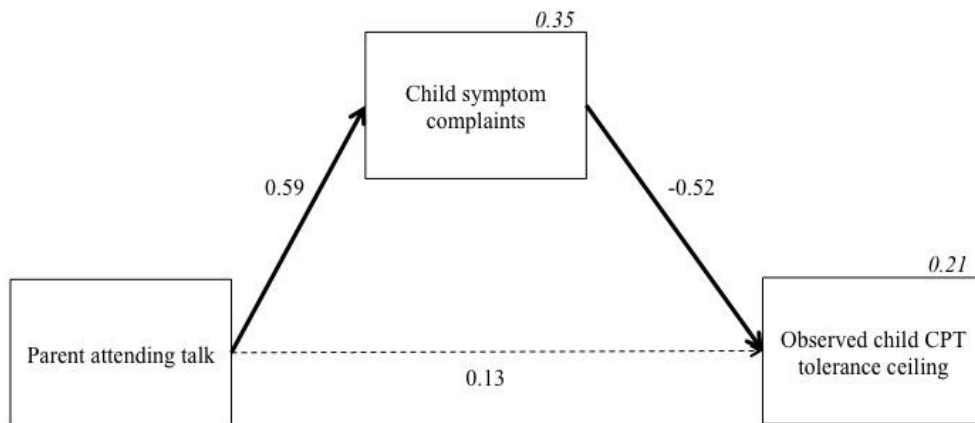 0.35
Child symptom
complaints
0.59
-0.52
0.21
Parent attending talk
Observed child CPT
tolerance ceiling
0.13